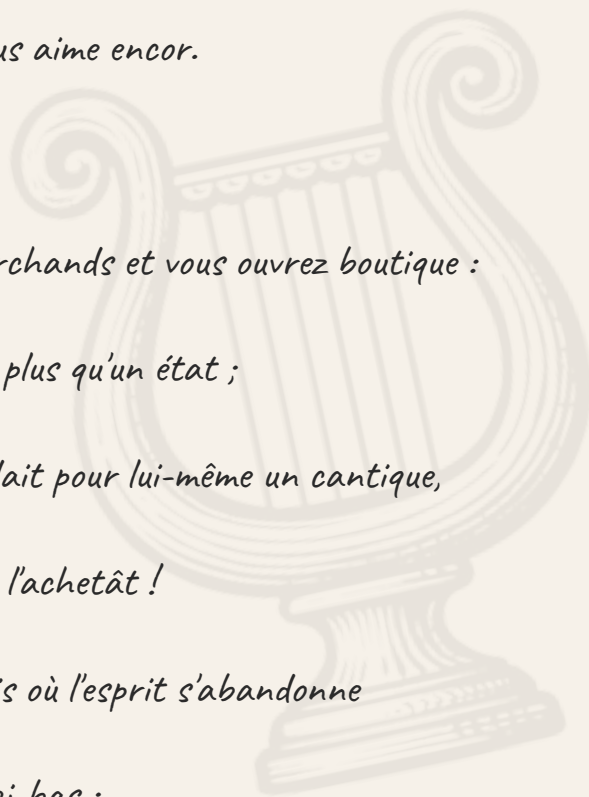 us aime encor.
rchands et vous ouvrez boutique :
plus qu'un état ;
lait pour lui-même un cantique,
l'achetât !
is où l'esprit s'abandonne
i bas :